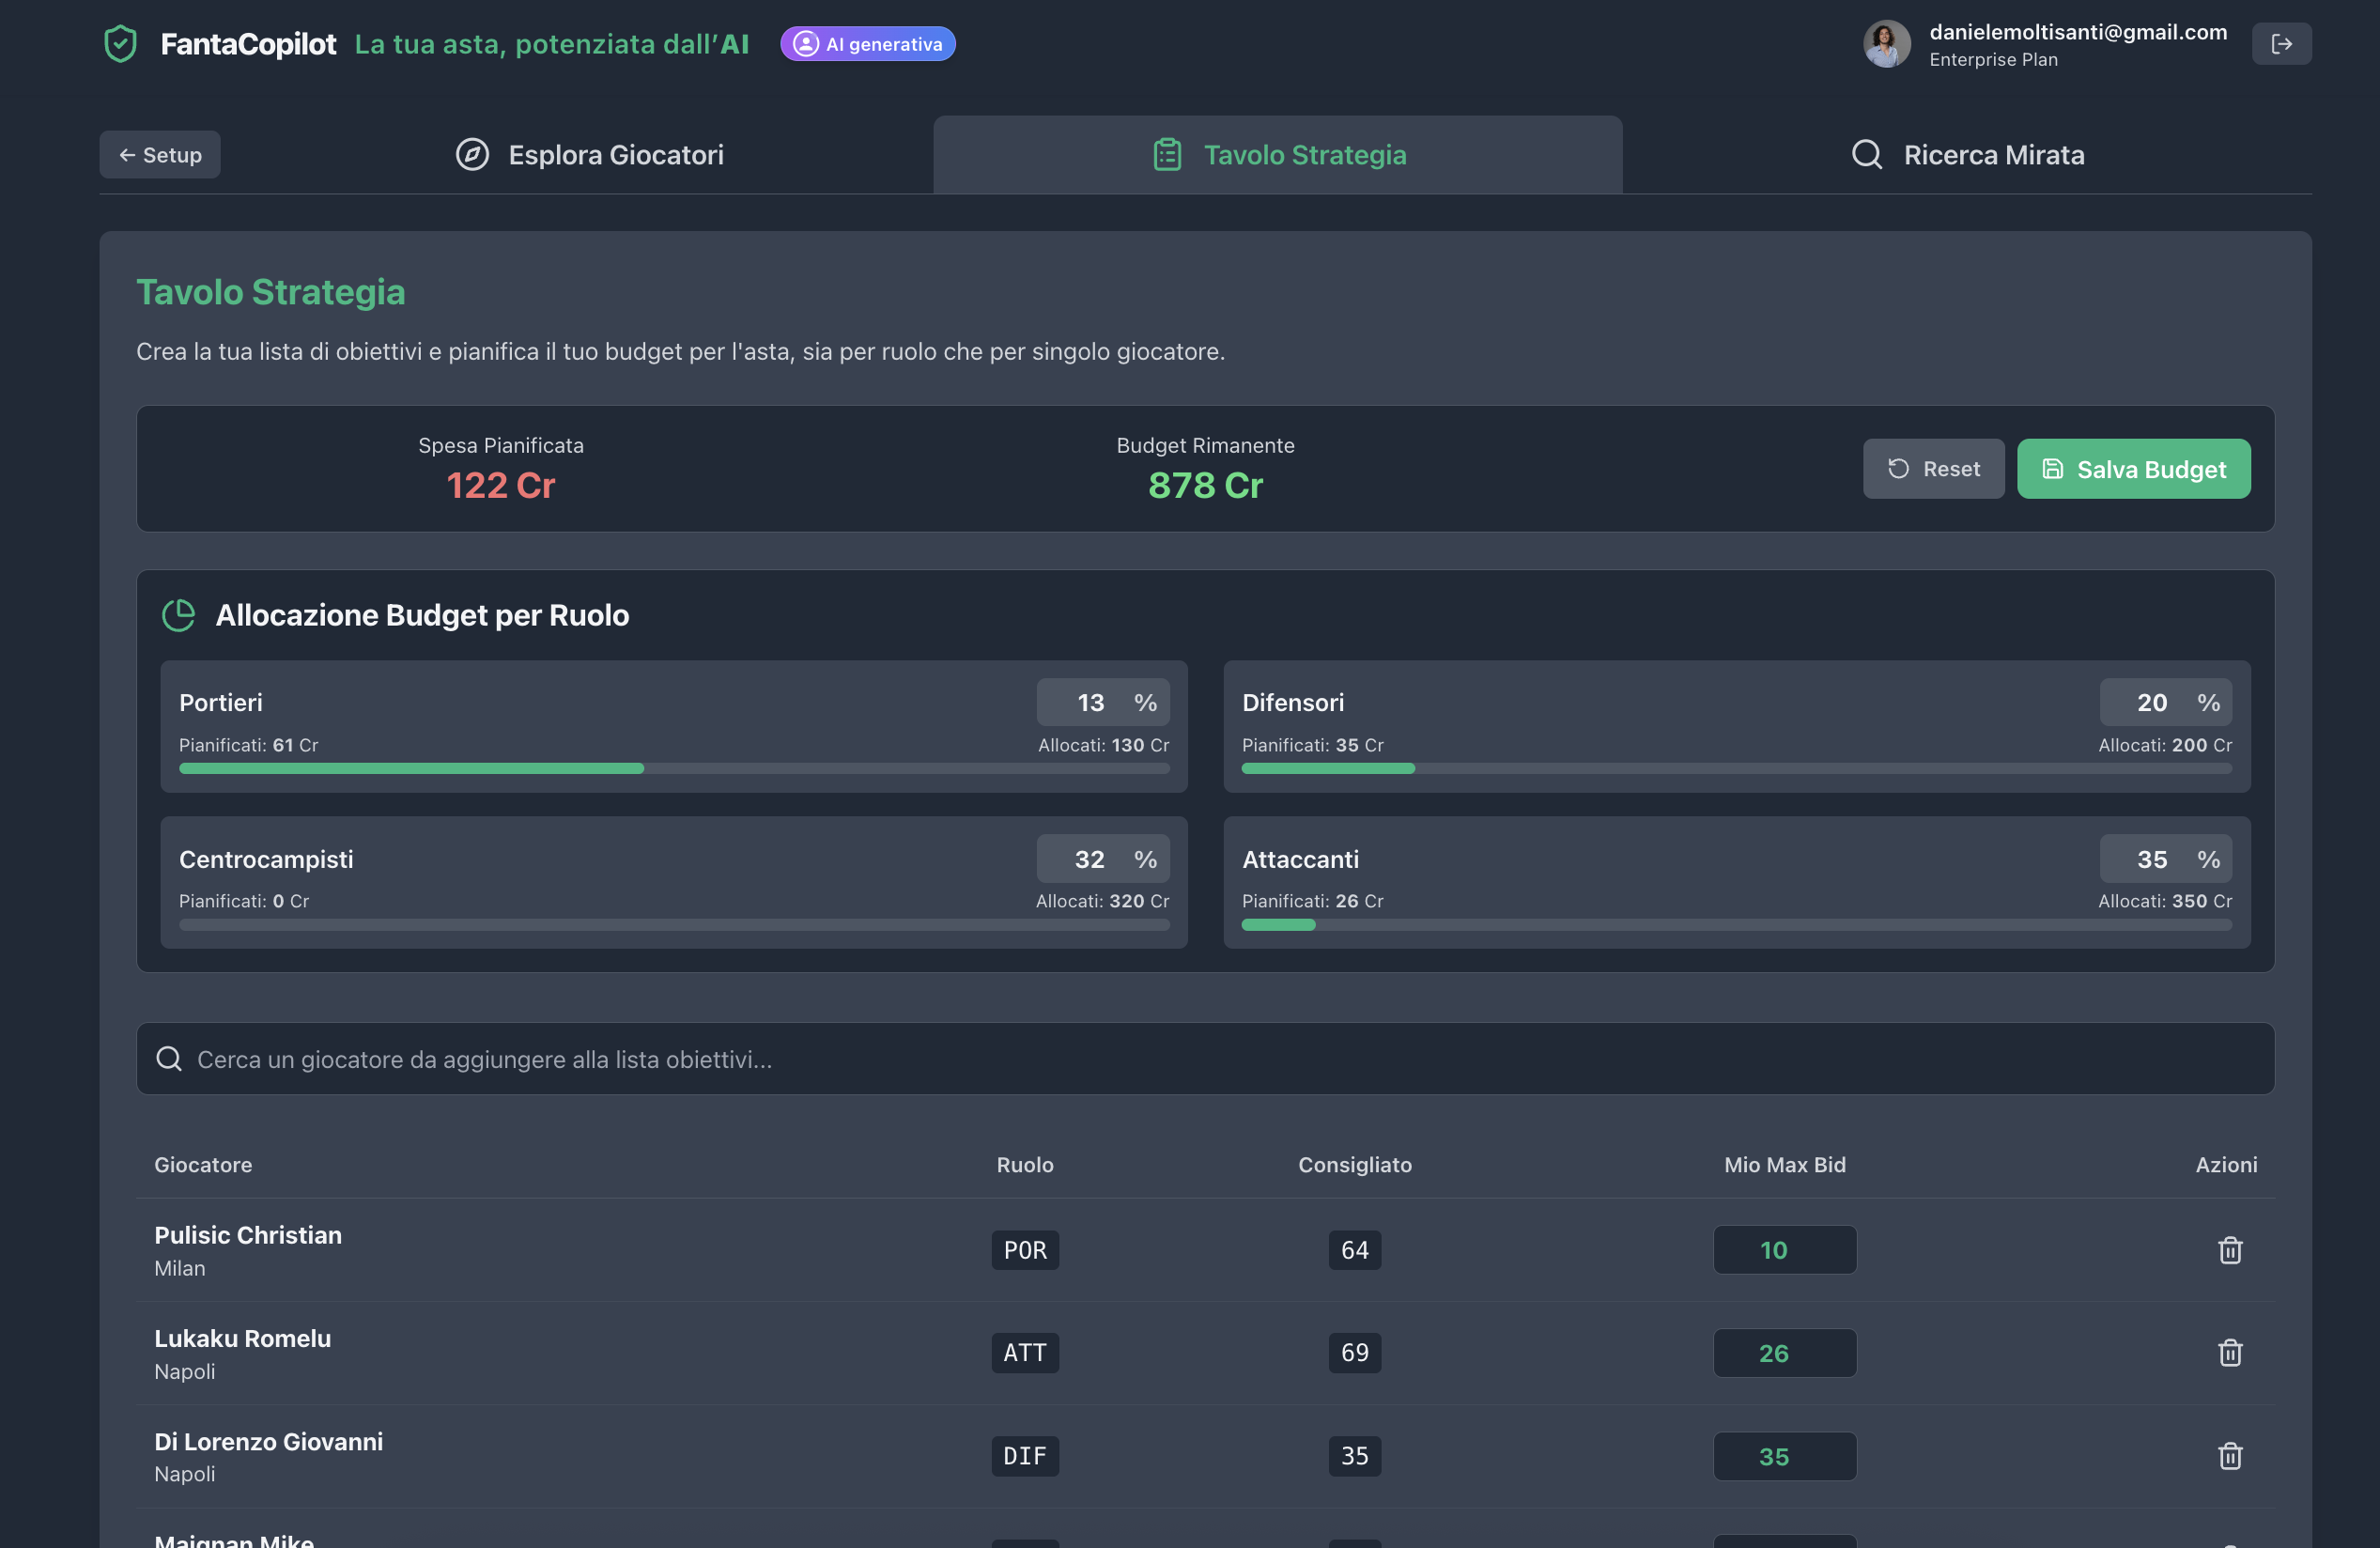 FantaCopilot La tua asta, potenziata dall’AI AI generativa
danielemoltisanti@gmail.com
Enterprise Plan
← Setup Esplora Giocatori Tavolo Strategia Ricerca Mirata
Tavolo Strategia
Crea la tua lista di obiettivi e pianifica il tuo budget per l'asta, sia per ruolo che per singolo giocatore.
Spesa Pianificata
122 Cr
Budget Rimanente
878 Cr
Reset Salva Budget
Allocazione Budget per Ruolo
Portieri 13 %
Pianificati: 61 Cr Allocati: 130 Cr
Difensori 20 %
Pianificati: 35 Cr Allocati: 200 Cr
Centrocampisti 32 %
Pianificati: 0 Cr Allocati: 320 Cr
Attaccanti 35 %
Pianificati: 26 Cr Allocati: 350 Cr
Cerca un giocatore da aggiungere alla lista obiettivi...
Giocatore Ruolo Consigliato Mio Max Bid Azioni
Pulisic Christian POR 64 10
Milan
Lukaku Romelu ATT 69 26
Napoli
Di Lorenzo Giovanni DIF 35 35
Napoli
Maignan Mike